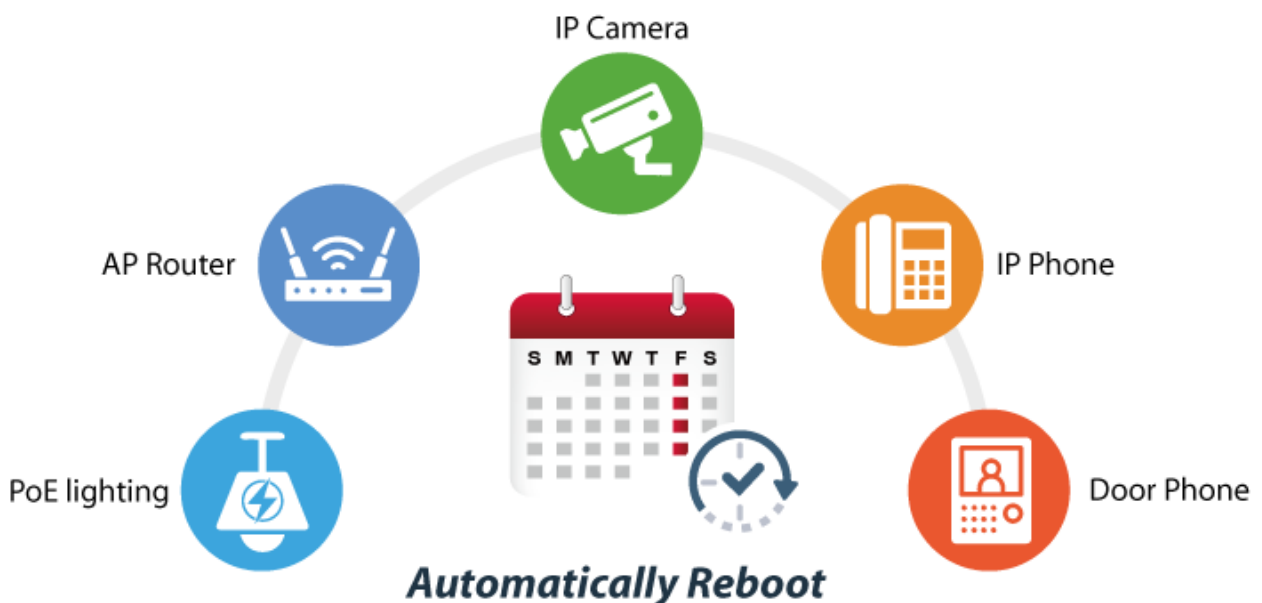 IP Camera
AP Router
IP Phone
S M T W T F S
PoE lighting
Door Phone
Automatically Reboot